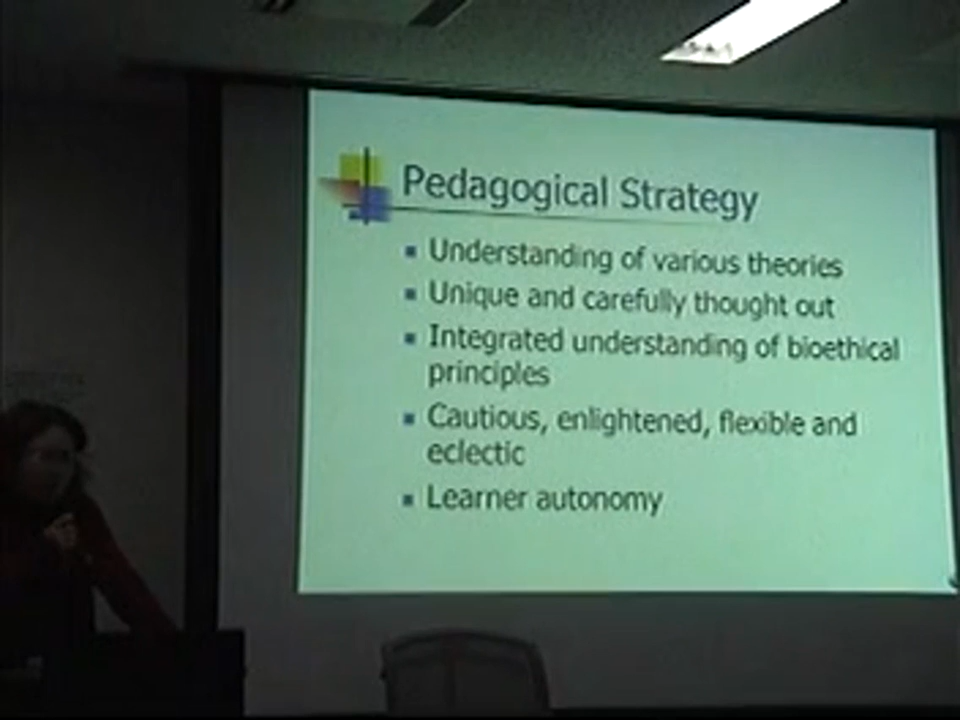 Pedagogical Strategy
Understanding of various theories
Unique and carefully thought out
Integrated understanding of bioethical
principles
Cautious, enlightened, flexible and
eclectic
Learner autonomy